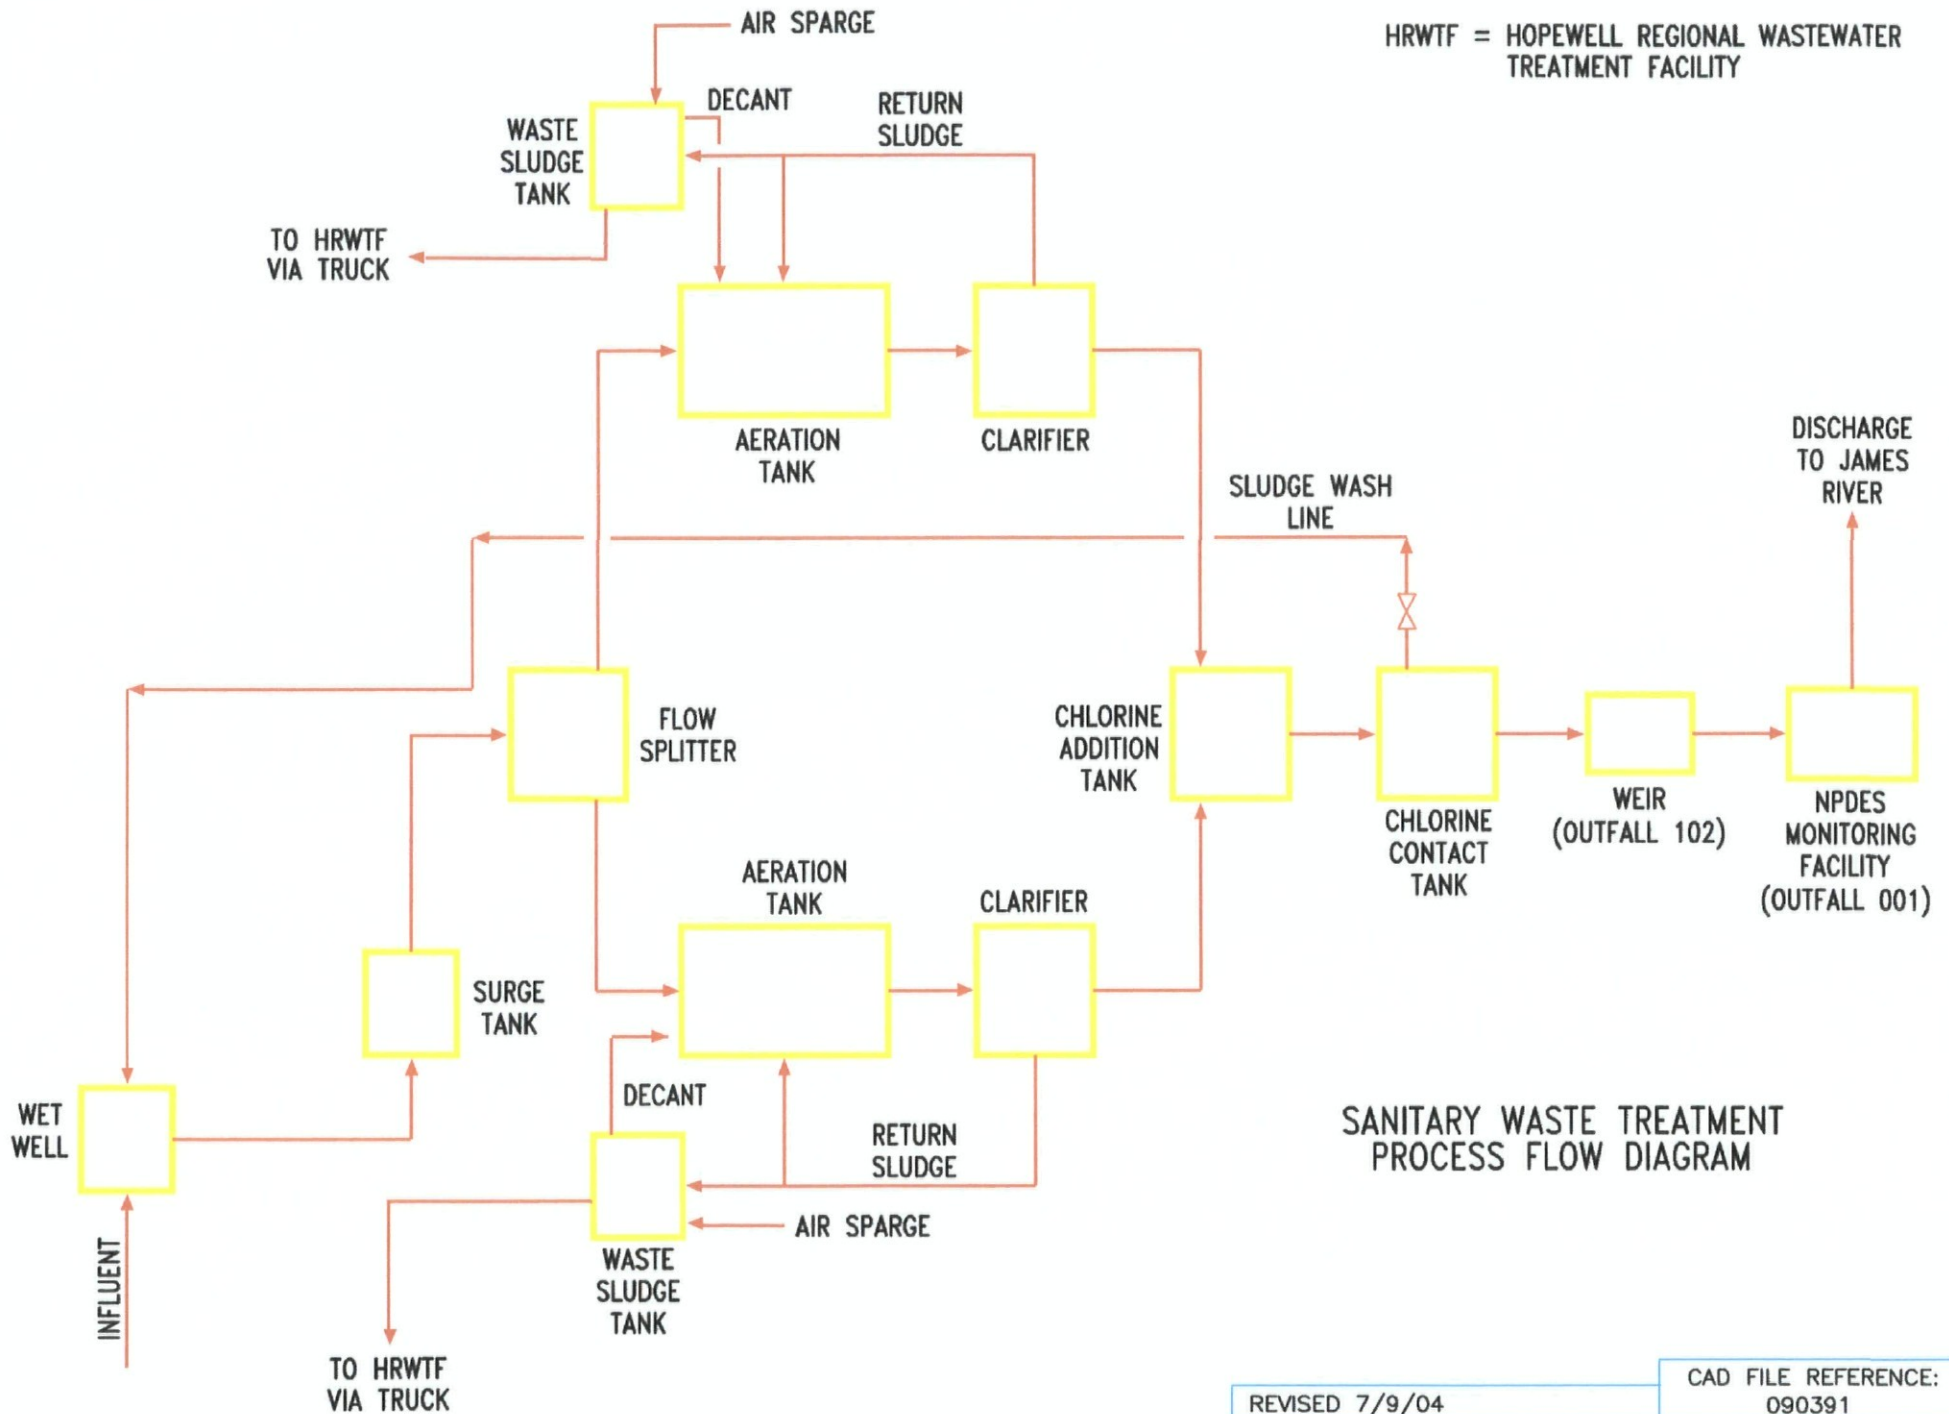 AIR SPARGE
HRWTF = HOPEWELL REGIONAL WASTEWATER
TREATMENT FACILITY
DECANT
RETURN
SLUDGE
WASTE
SLUDGE
TANK
TO HRWTF
VIA TRUCK
AERATION
TANK
CLARIFIER
DISCHARGE
TO JAMES
RIVER
SLUDGE WASH
LINE
FLOW
SPLITTER
CHLORINE
ADDITION
TANK
CHLORINE
CONTACT
TANK
WEIR
(OUTFALL 102)
NPDES
MONITORING
FACILITY
(OUTFALL 001)
AERATION
TANK
CLARIFIER
SURGE
TANK
WET
WELL
DECANT
RETURN
SLUDGE
AIR SPARGE
WASTE
SLUDGE
TANK
INFLUENT
TO HRWTF
VIA TRUCK
SANITARY WASTE TREATMENT
PROCESS FLOW DIAGRAM
REVISED 7/9/04
CAD FILE REFERENCE:
090391